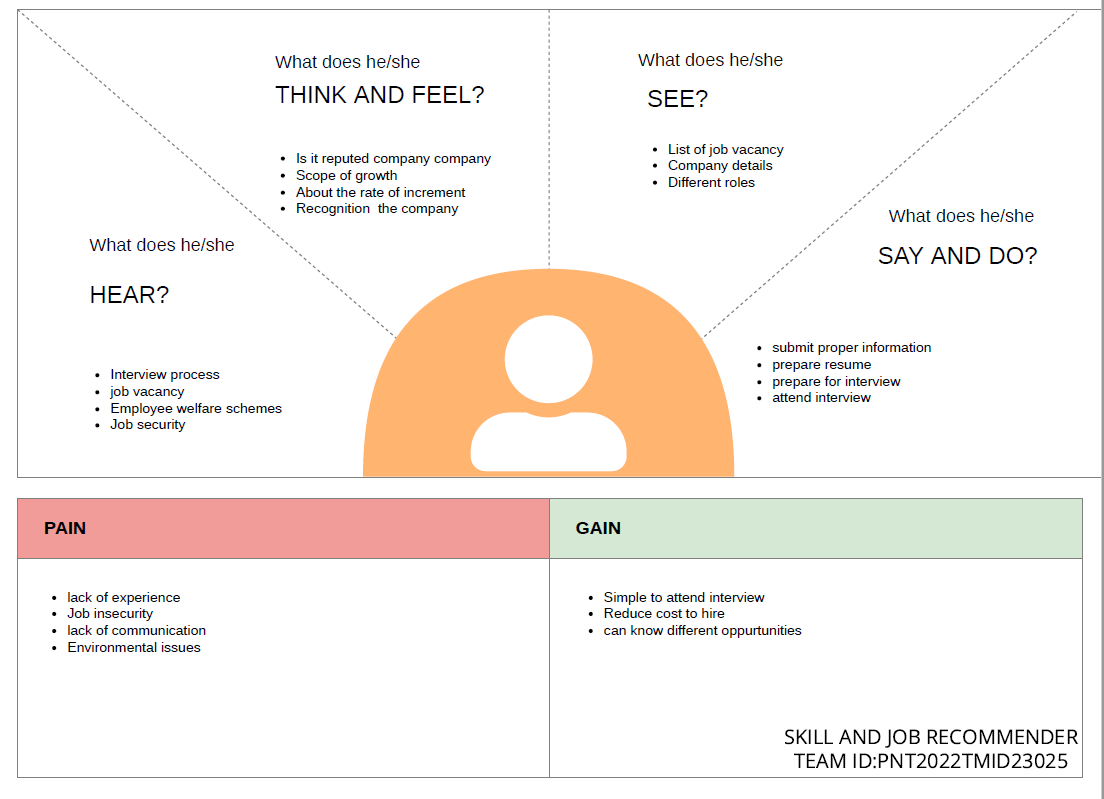 What does he/she
THINK AND FEEL?
Is it reputed company company
Scope of growth
About the rate of increment
Recognition  the company
What does he/she
SEE?
List of job vacancy
Company details
Different roles
What does he/she
HEAR?
Interview process
job vacancy
Employee welfare schemes
Job security
What does he/she
SAY AND DO?
submit proper information
prepare resume
prepare for interview
attend interview
PAIN
lack of experience
Job insecurity
lack of communication
Environmental issues
GAIN
Simple to attend interview
Reduce cost to hire
can know different oppurtunities
SKILL AND JOB RECOMMENDER
TEAM ID:PNT2022TMID23025